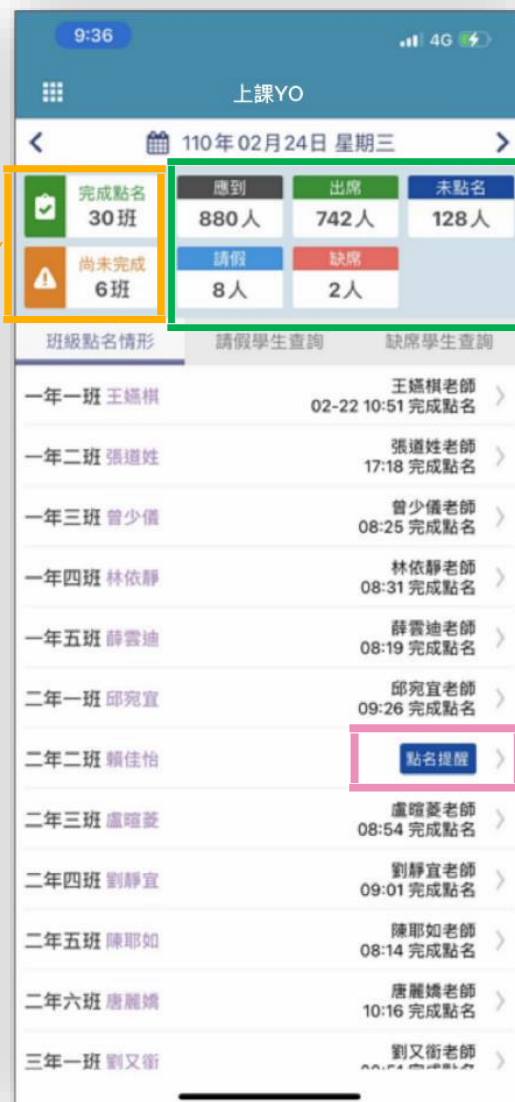 9:36
4G
上課YO
110年02月24日 星期三
完成點名
30班
尚未完成
6班
應到
880人
出席
742人
未點名
128人
請假
8人
缺席
2人
班級點名情形 請假學生查詢 缺席學生查詢
一年一班 王嬿棋
王嬿棋老師
02-22 10:51 完成點名
一年二班 張道姓
張道姓老師
17:18 完成點名
一年三班 曾少儀
曾少儀老師
08:25 完成點名
一年四班 林依靜
林依靜老師
08:31 完成點名
一年五班 薛雲迪
薛雲迪老師
08:19 完成點名
二年一班 邱宛宜
邱宛宜老師
09:26 完成點名
二年二班 賴佳怡
點名提醒
二年三班 盧暄菱
盧暄菱老師
08:54 完成點名
二年四班 劉靜宜
劉靜宜老師
09:01 完成點名
二年五班 陳耶如
陳耶如老師
08:14 完成點名
二年六班 唐麗嬌
唐麗嬌老師
10:16 完成點名
三年一班 劉又銜
劉又銜老師